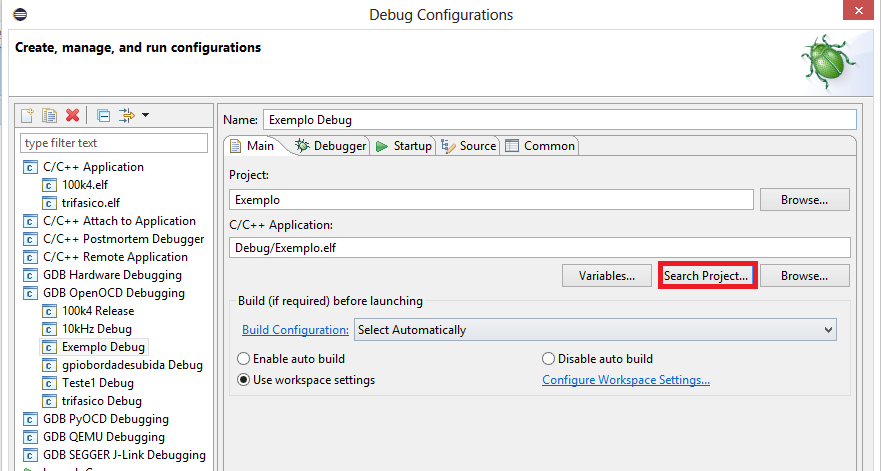 Debug Configurations
Create, manage, and run configurations
type filter text
C/C++ Application
100k4.elf
trifasico.elf
C/C++ Attach to Application
C/C++ Postmortem Debugger
C/C++ Remote Application
GDB Hardware Debugging
GDB OpenOCD Debugging
100k4 Release
10kHz Debug
Exemplo Debug
gpiobordadesubida Debug
Teste1 Debug
trifasico Debug
GDB PyOCD Debugging
GDB QEMU Debugging
GDB SEGGER J-Link Debugging
Name: Exemplo Debug
Main Debugger Startup Source Common
Project:
Exemplo Browse...
C/C++ Application:
Debug/Exemplo.elf
Variables... Search Project... Browse...
Build (if required) before launching
Build Configuration: Select Automatically
Enable auto build Disable auto build
Use workspace settings Configure Workspace Settings...